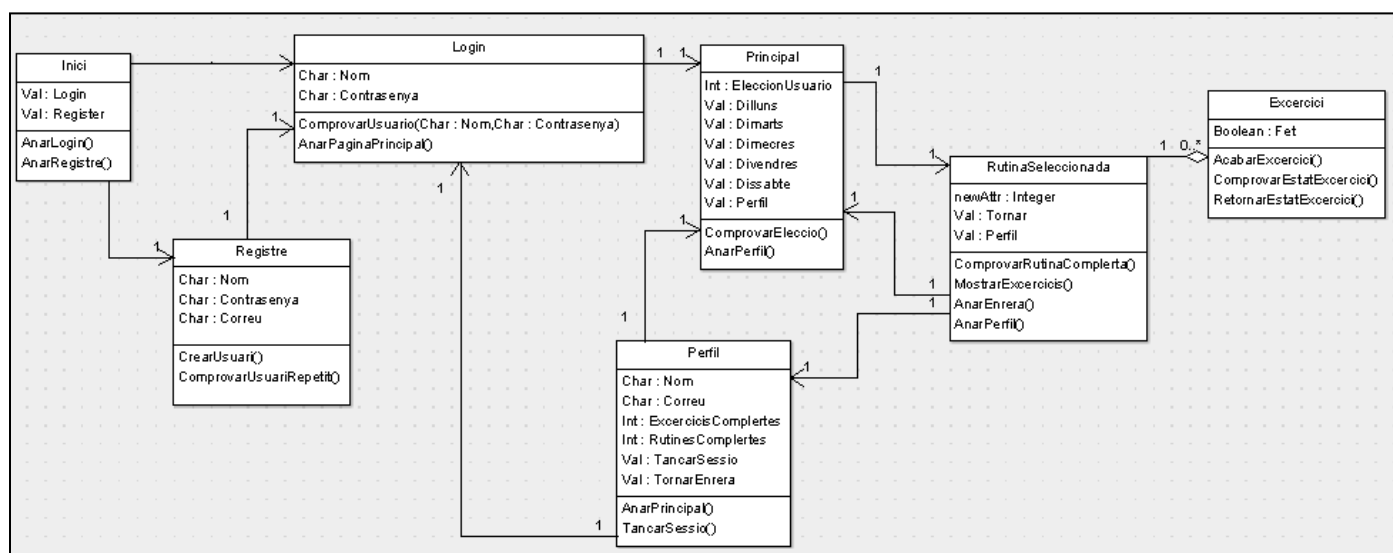 Inici
Val : Login
Val : Register
AnarLogin()
AnarRegistre()
Login
Char : Nom
Char : Contrasenya
ComprovarUsuario(Char : Nom,Char : Contrasenya)
AnarPaginaPrincipal()
1
1
1
1
Principal
Int : EleccionUsuario
Val : Dilluns
Val : Dimarts
Val : Dimecres
Val : Divendres
Val : Dissabte
Val : Perfil
ComprovarEleccio()
AnarPerfil()
1
1
1
1
RutinaSeleccionada
newAttr : Integer
Val : Tornar
Val : Perfil
ComprovarRutinaComplerta()
MostrarExcercicis()
AnarEnrera()
AnarPerfil()
1
0..*
Excercici
Boolean : Fet
AcabarExcercici()
ComprovarEstatExcercici()
RetornarEstatExcercici()
1
1
Registre
Char : Nom
Char : Contrasenya
Char : Correu
CrearUsuari()
ComprovarUsuariRepetit()
1
1
1
1
1
Perfil
Char : Nom
Char : Correu
Int : ExcercicisComplertes
Int : RutinesComplertes
Val : TancarSessio
Val : TornarEnrera
AnarPrincipal()
TancarSessio()
1